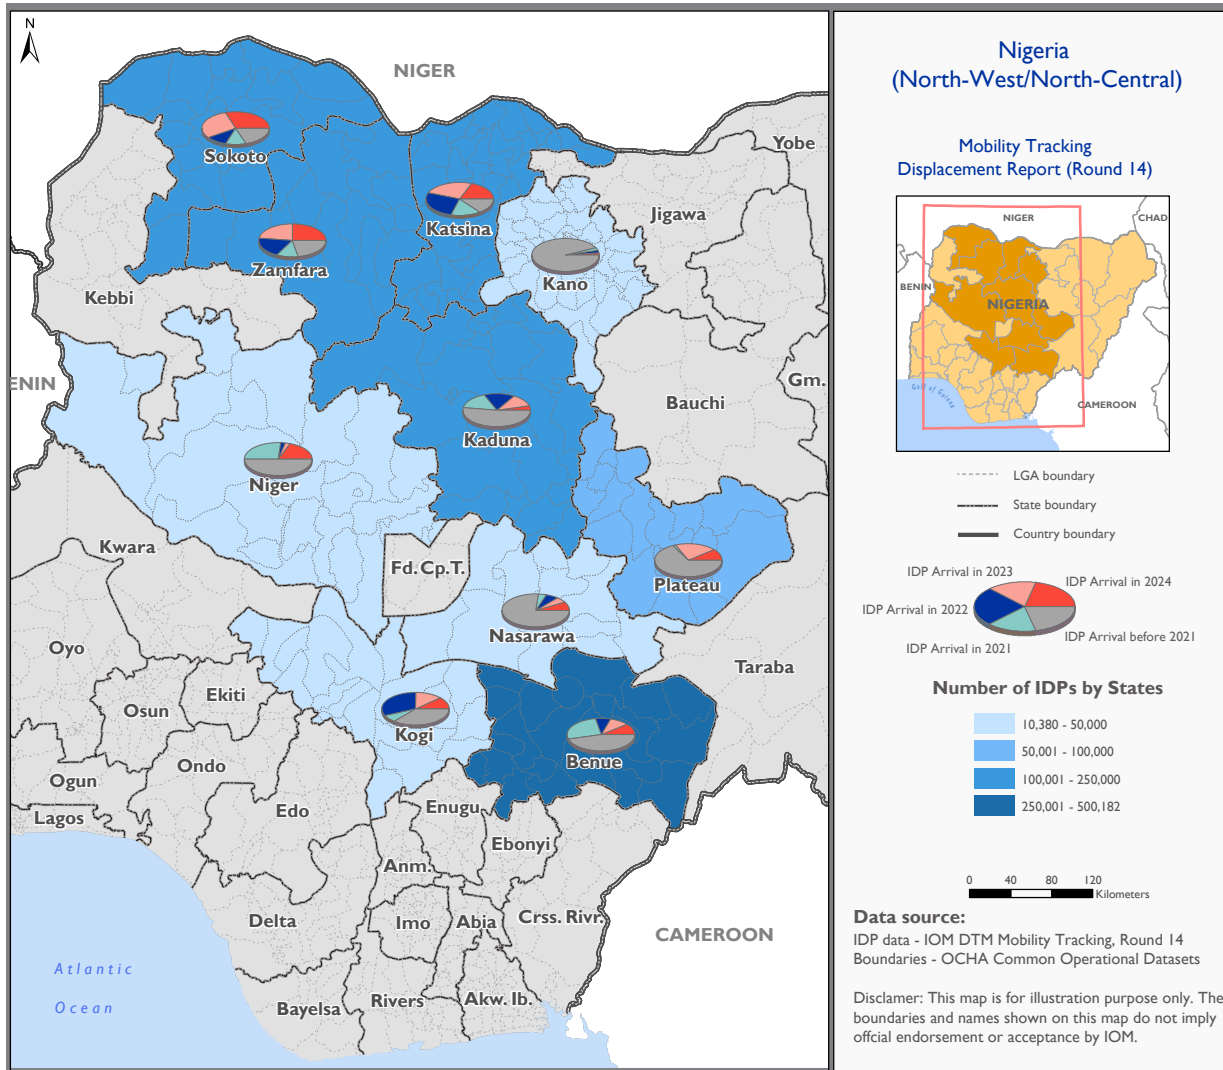 N
NIGER
Yobe
Sokoto
Katsina
Jigawa
Zamfara
Kano
Kebbi
ENIN
Gm.
Bauchi
Kaduna
Niger
Kwara
Fd. Cp.T.
Plateau
Nasarawa
Oyo
Taraba
Ekiti
Osun
Kogi
Benue
Ondo
Ogun
Edo
Enugu
Lagos
Ebonyi
Anm.
Delta
Imo
Abia
Crss. Rivr.
CAMEROON
Atlantic
Ocean
Bayelsa
Rivers
Akw. Ib.
Nigeria
(North-West/North-Central)
Mobility Tracking
Displacement Report (Round 14)
NIGER
CHAD
BENIN
NIGERIA
Gulf of Guinea
CAMEROON
LGA boundary
State boundary
Country boundary
IDP Arrival in 2023
IDP Arrival in 2024
IDP Arrival in 2022
IDP Arrival before 2021
IDP Arrival in 2021
Number of IDPs by States
10,380 - 50,000
50,001 - 100,000
100,001 - 250,000
250,001 - 500,182
0 40 80 120
Kilometers
Data source:
IDP data - IOM DTM Mobility Tracking, Round 14
Boundaries - OCHA Common Operational Datasets
Disclamer: This map is for illustration purpose only. The
boundaries and names shown on this map do not imply
offcial endorsement or acceptance by IOM.